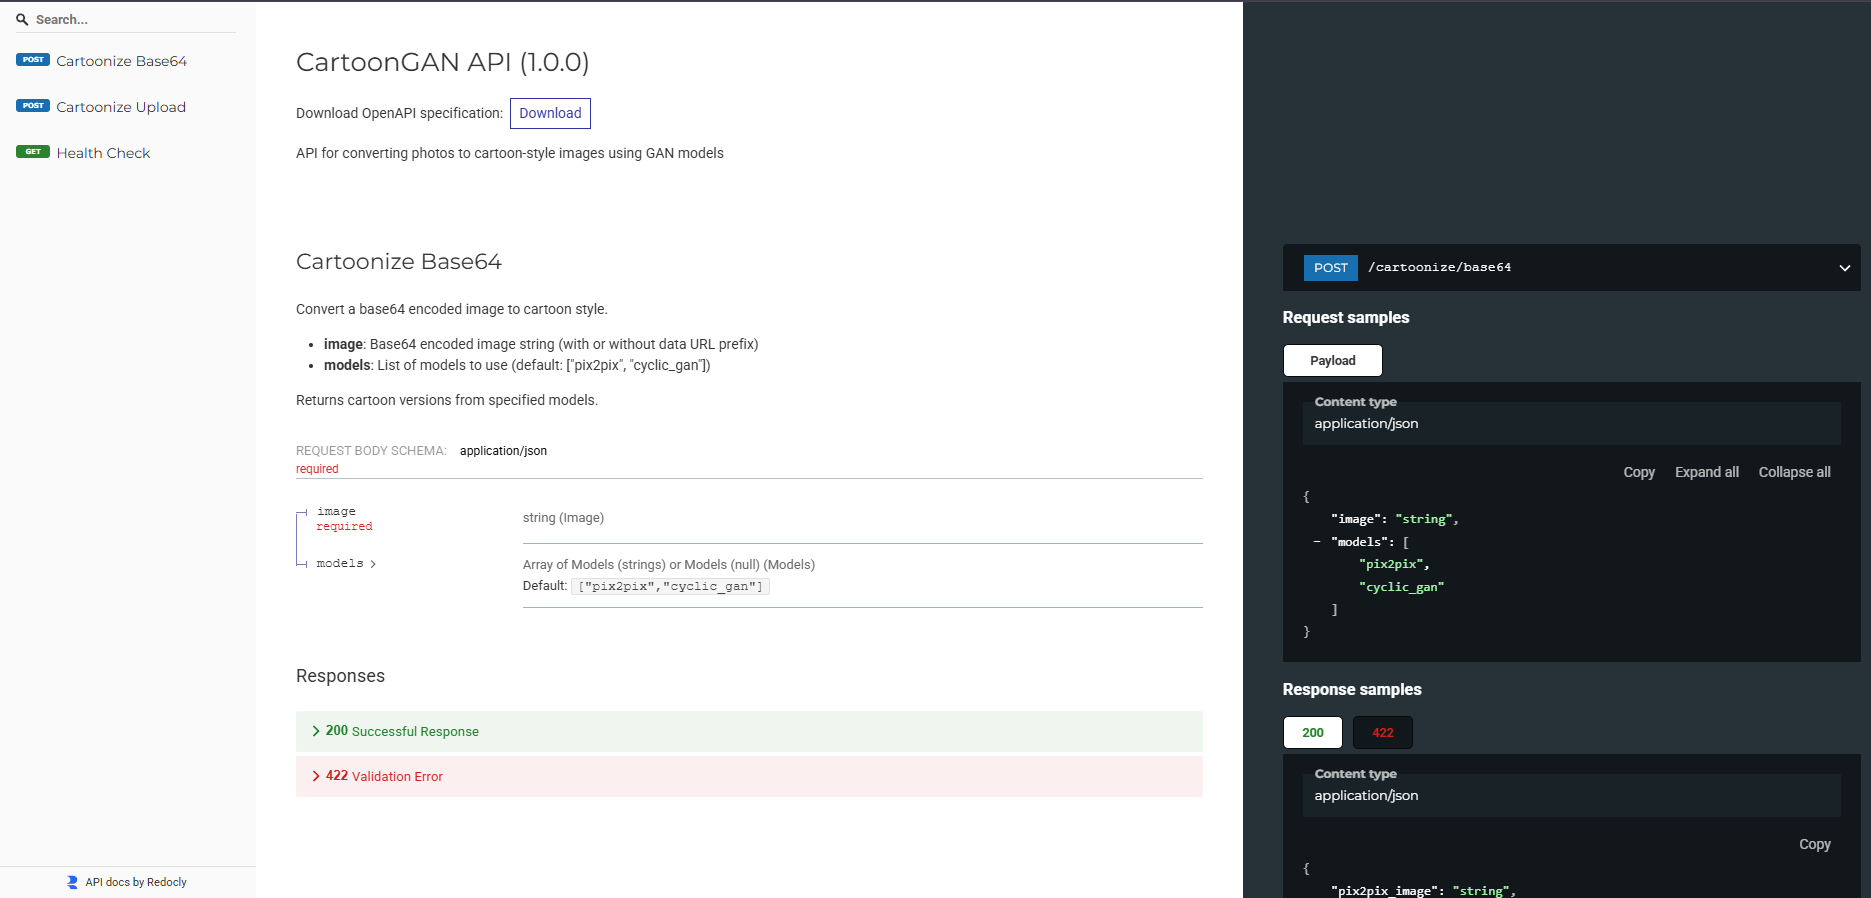 Search...
POST Cartoonize Base64
POST Cartoonize Upload
GET Health Check
API docs by Redocly
CartoonGAN API (1.0.0)
Download OpenAPI specification: Download
API for converting photos to cartoon-style images using GAN models
Cartoonize Base64
Convert a base64 encoded image to cartoon style.
• image: Base64 encoded image string (with or without data URL prefix)
• models: List of models to use (default: ["pix2pix", "cyclic_gan"])
Returns cartoon versions from specified models.
REQUEST BODY SCHEMA: application/json
required
image
required
string (Image)
models
Array of Models (strings) or Models (null) (Models)
Default: ["pix2pix","cyclic_gan"]
Responses
200 Successful Response
422 Validation Error
POST /cartoonize/base64
Request samples
Payload
Content type
application/json
Copy Expand all Collapse all
{
"image": "string",
− "models": [
"pix2pix",
"cyclic_gan"
]
}
Response samples
200 422
Content type
application/json
Copy
{
"pix2pix_image": "string",